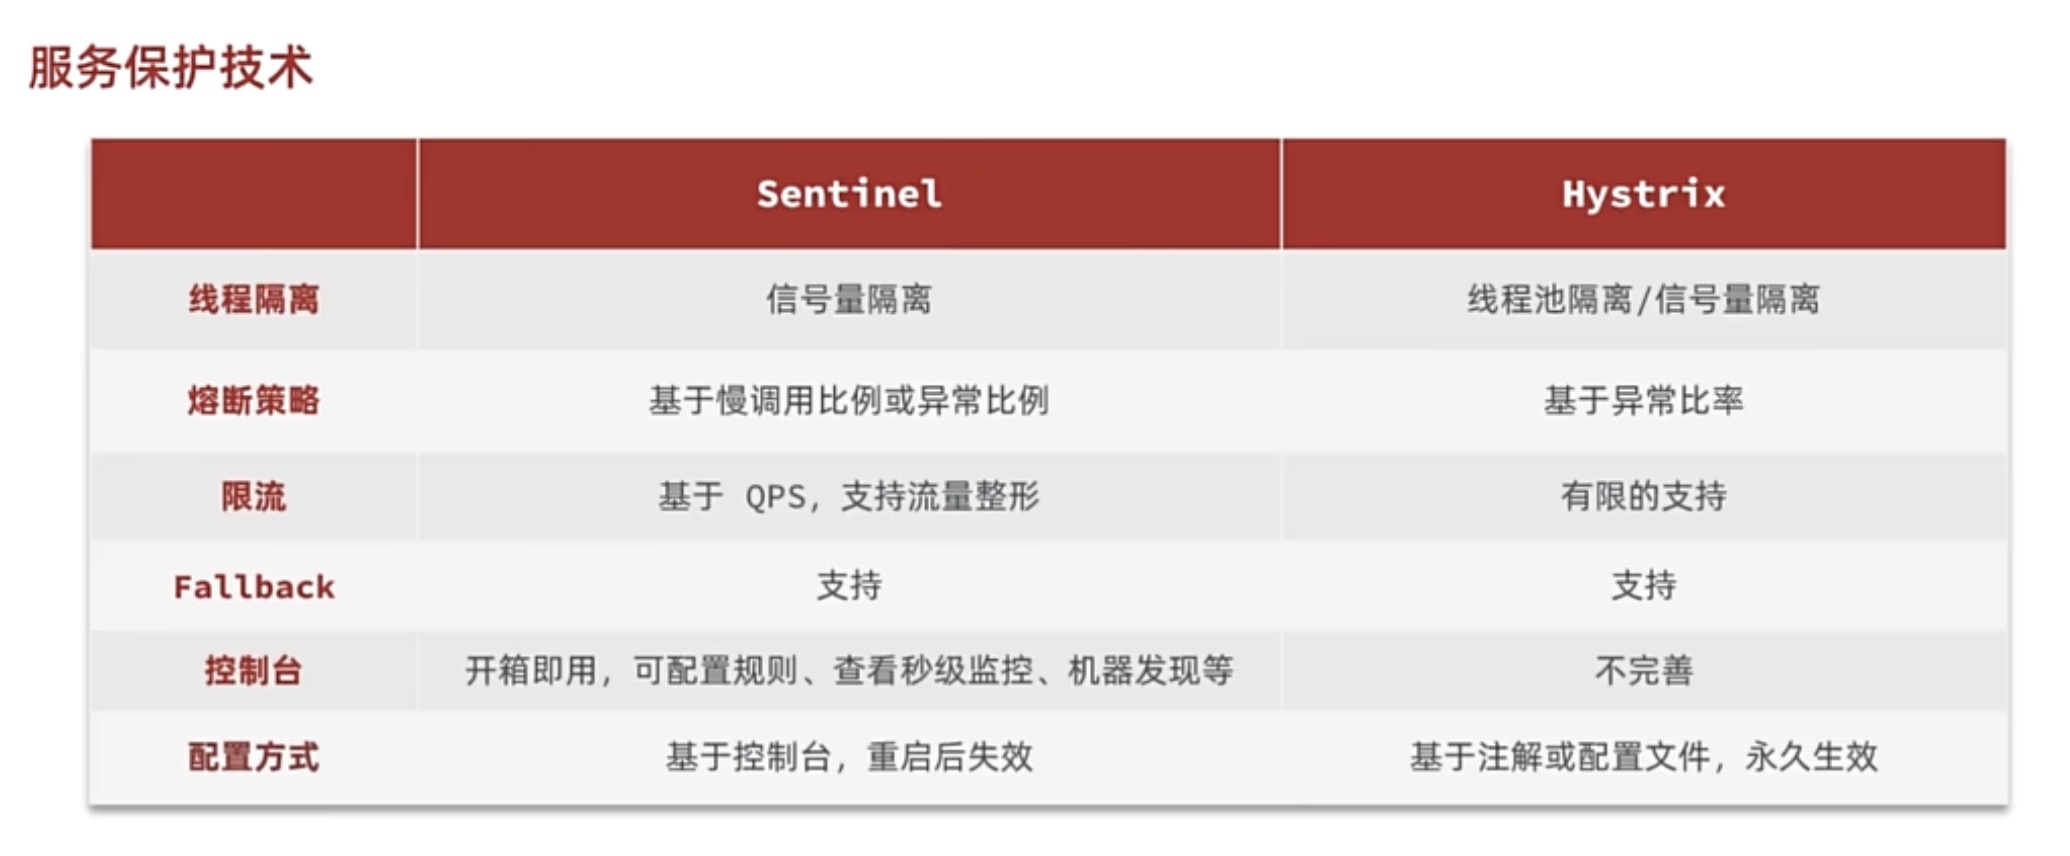 服务保护技术
Sentinel Hystrix
线程隔离 信号量隔离 线程池隔离/信号量隔离
熔断策略 基于慢调用比例或异常比例 基于异常比率
限流 基于 QPS，支持流量整形 有限的支持
Fallback 支持 支持
控制台 开箱即用，可配置规则、查看秒级监控、机器发现等 不完善
配置方式 基于控制台，重启后失效 基于注解或配置文件，永久生效